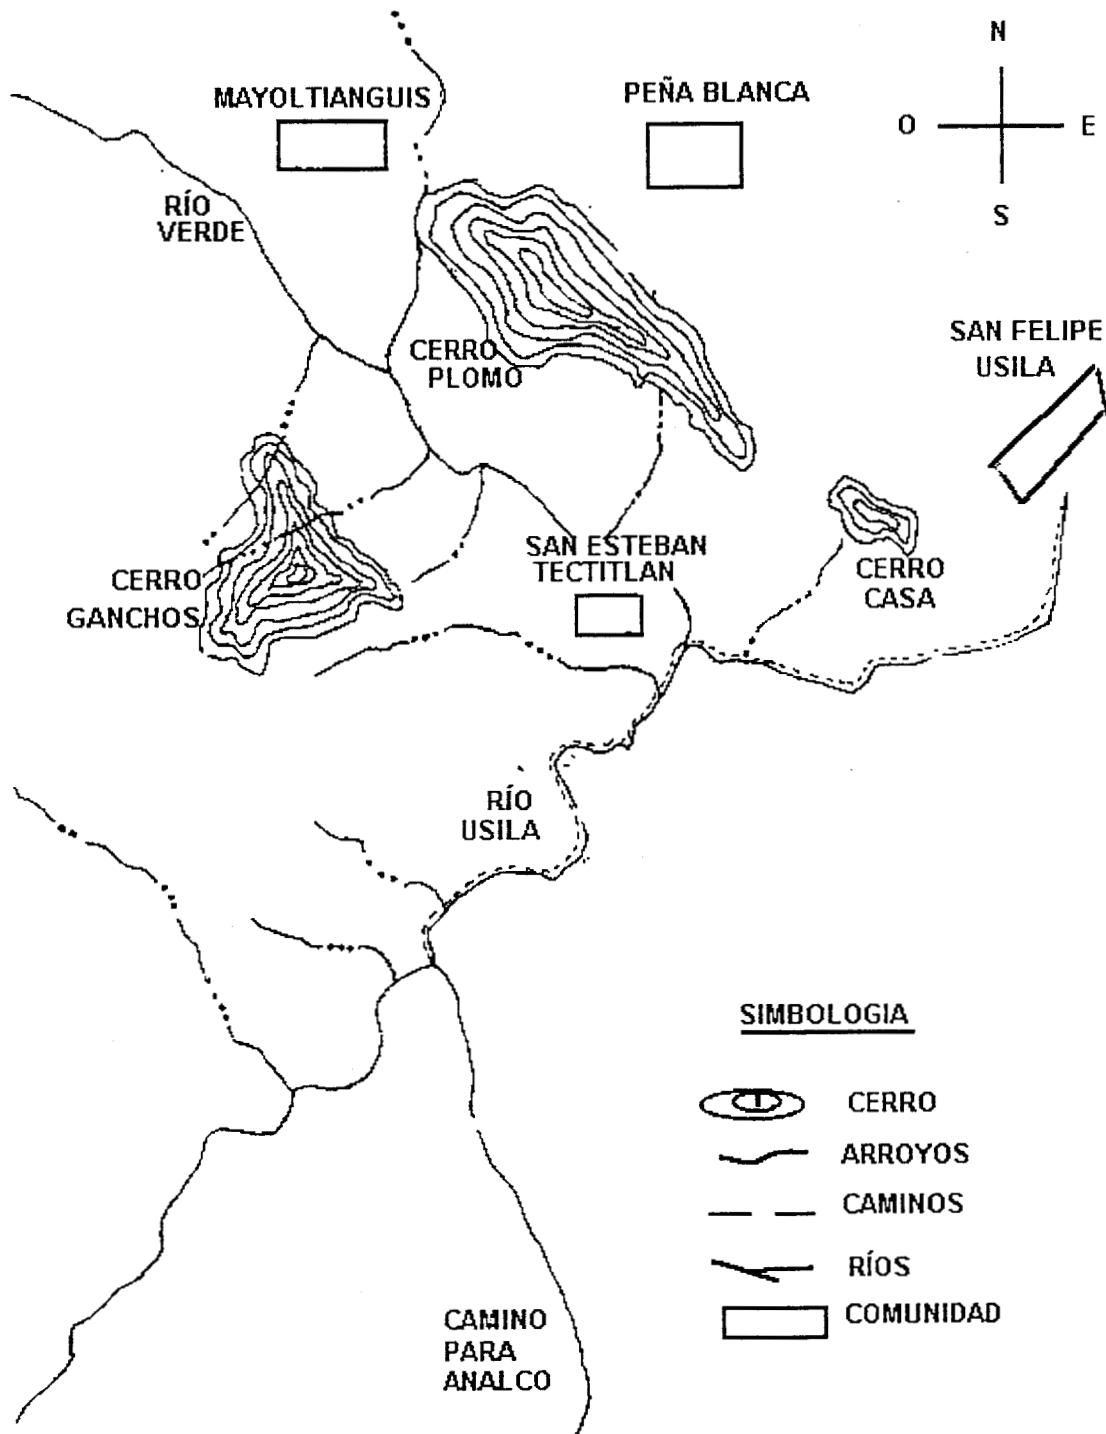 N
MAYOLTIANGUIS
PEÑA BLANCA
O
E
S
RÍO
VERDE
SAN FELIPE
USILA
CERRO
PLOMO
SAN ESTEBAN
TECTITLAN
CERRO
GANCHOS
CERRO
CASA
RÍO
USILA
SIMBOLOGIA
CERRO
ARROYOS
CAMINOS
RÍOS
COMUNIDAD
CAMINO
PARA
ANALCO